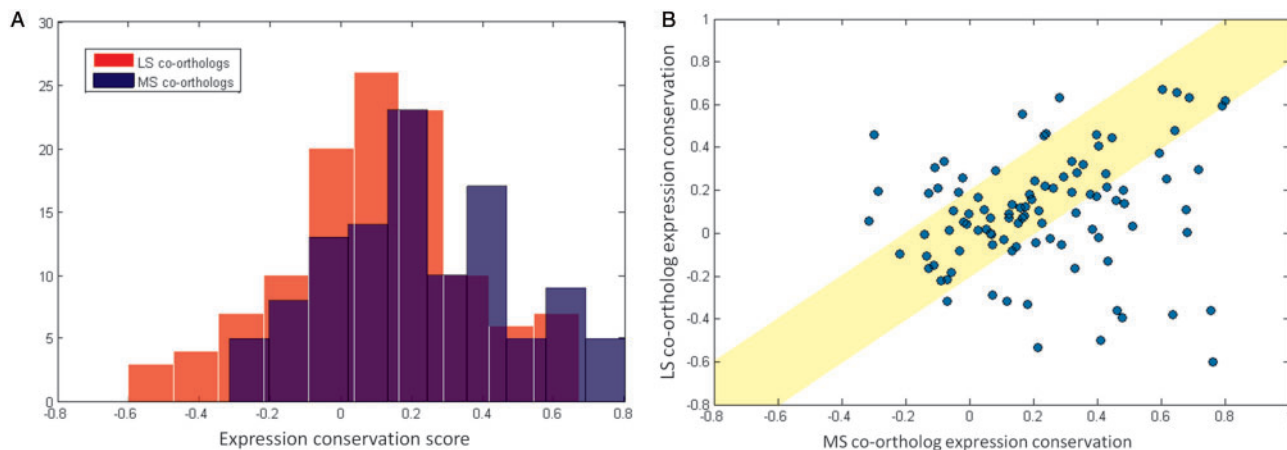 A
30
25
20
15
10
5
0
LS co-orthologs
MS co-orthologs
-0.8 -0.6 -0.4 -0.2 0 0.2 0.4 0.6 0.8
Expression conservation score
B
LS co-ortholog expression conservation
1
0.8
0.6
0.4
0.2
0
-0.2
-0.4
-0.6
-0.8
-0.8 -0.6 -0.4 -0.2 0 0.2 0.4 0.6 0.8
MS co-ortholog expression conservation